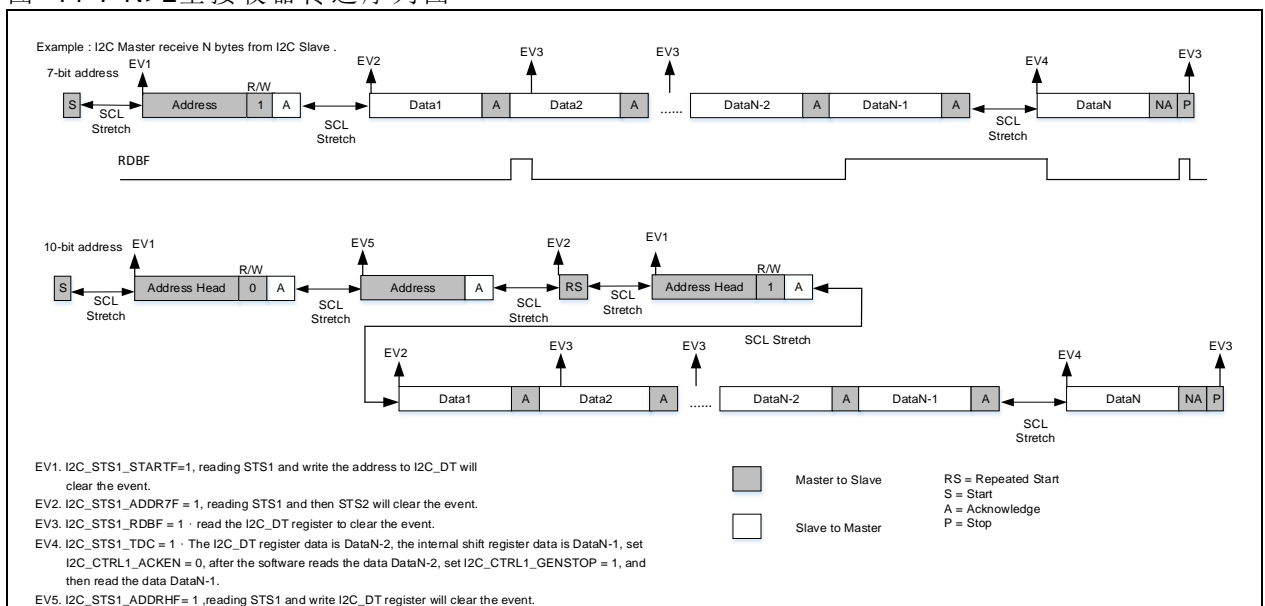 Example : I2C Master receive N bytes from I2C Slave .
7-bit address
EV1 EV2 EV3 EV3 EV4 EV3
R/W
S Address 1 A Data1 A Data2 A ...... DataN-2 A DataN-1 A DataN NA P
SCL Stretch SCL Stretch SCL Stretch
RDBF
10-bit address
EV1 EV5 EV2 EV1
R/W R/W
S Address Head 0 A Address A RS Address Head 1 A
SCL Stretch SCL Stretch SCL Stretch SCL Stretch
SCL Stretch
EV2 EV3 EV3 EV4 EV3
Data1 A Data2 A ...... DataN-2 A DataN-1 A DataN NA P
SCL Stretch
EV1. I2C_STS1_STARTF=1, reading STS1 and write the address to I2C_DT will
clear the event.
EV2. I2C_STS1_ADDR7F = 1, reading STS1 and then STS2 will clear the event.
EV3. I2C_STS1_RDBF = 1 · read the I2C_DT register to clear the event.
EV4. I2C_STS1_TDC = 1 · The I2C_DT register data is DataN-2, the internal shift register data is DataN-1, set
I2C_CTRL1_ACKEN = 0, after the software reads the data DataN-2, set I2C_CTRL1_GENSTOP = 1, and
then read the data DataN-1.
EV5. I2C_STS1_ADDRHF= 1 ,reading STS1 and write I2C_DT register will clear the event.
Master to Slave
Slave to Master
RS = Repeated Start
S = Start
A = Acknowledge
P = Stop